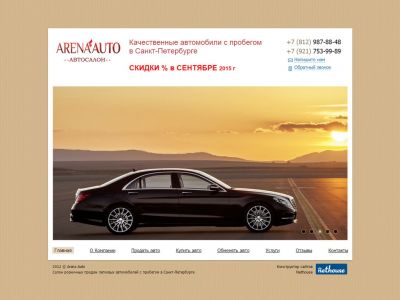 ARENA AUTO
·· АВТОСАЛОН ··
Качественные автомобили с пробегом
в Санкт-Петербурге
СКИДКИ % в СЕНТЯБРЕ 2015 г
+7 (812) 987-88-48
+7 (921) 753-99-89
Напишите нам
Обратный звонок
Главная О Компании Продать авто Купить авто Обменять авто Услуги Отзывы Контакты
2012 © Arena Auto
Салон розничных продаж легковых автомобилей с пробегом в Санкт-Петербурге
Конструктор сайтов
Nethouse
nethouse